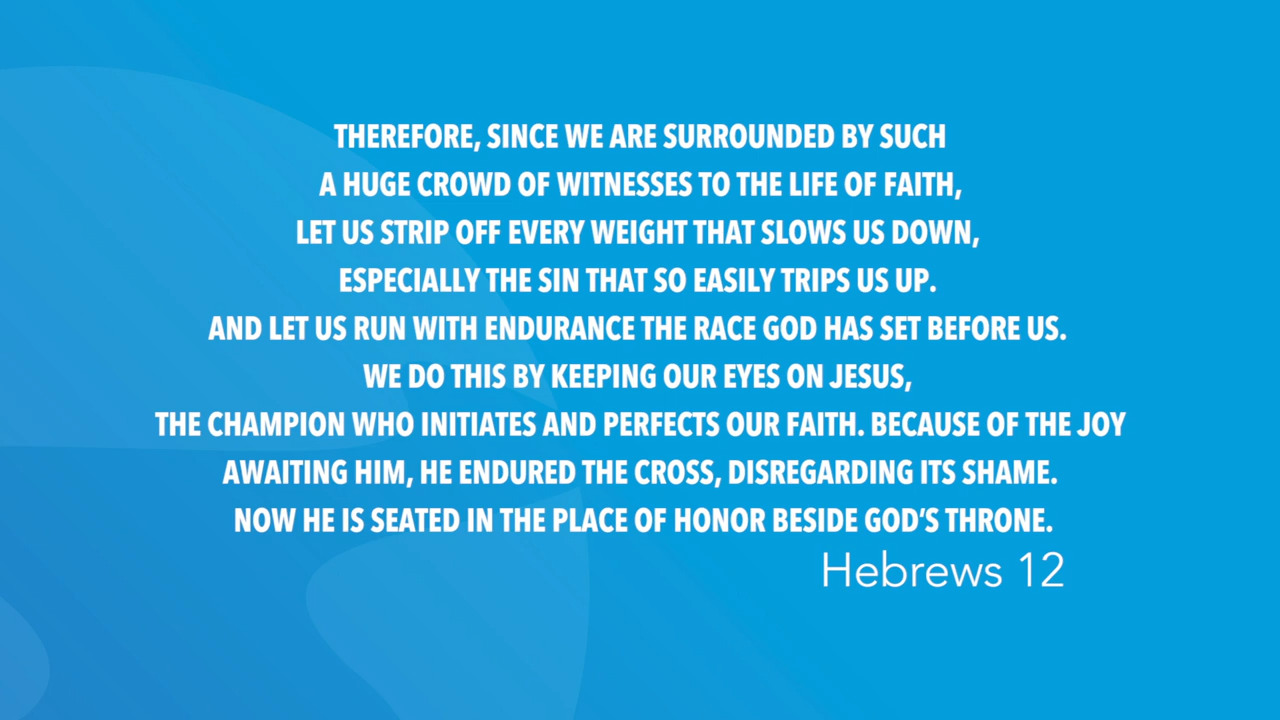 THEREFORE, SINCE WE ARE SURROUNDED BY SUCH
A HUGE CROWD OF WITNESSES TO THE LIFE OF FAITH,
LET US STRIP OFF EVERY WEIGHT THAT SLOWS US DOWN,
ESPECIALLY THE SIN THAT SO EASILY TRIPS US UP.
AND LET US RUN WITH ENDURANCE THE RACE GOD HAS SET BEFORE US.
WE DO THIS BY KEEPING OUR EYES ON JESUS,
THE CHAMPION WHO INITIATES AND PERFECTS OUR FAITH. BECAUSE OF THE JOY
AWAITING HIM, HE ENDURED THE CROSS, DISREGARDING ITS SHAME.
NOW HE IS SEATED IN THE PLACE OF HONOR BESIDE GOD’S THRONE.
Hebrews 12